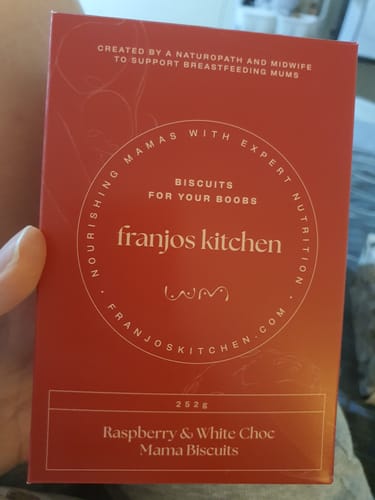 CREATED BY A NATUROPATH AND MIDWIFE
TO SUPPORT BREASTFEEDING MUMS
NOURISHING MAMAS WITH EXPERT NUTRITION
BISCUITS
FOR YOUR BOOBS
franjos kitchen
• FRANJOSKITCHEN.COM •
252g
Raspberry & White Choc
Mama Biscuits